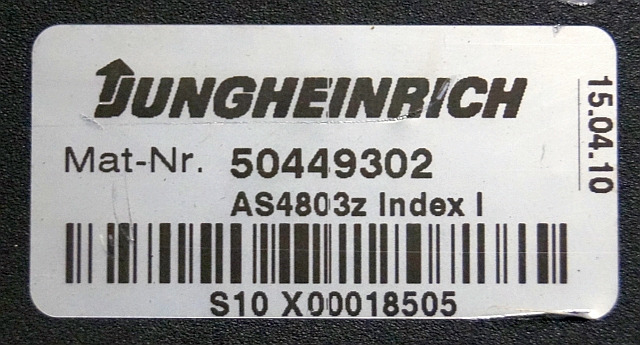 JUNGHEINRICH
Mat-Nr. 50449302
AS4803z Index I
S10 X00018505
15.04.10